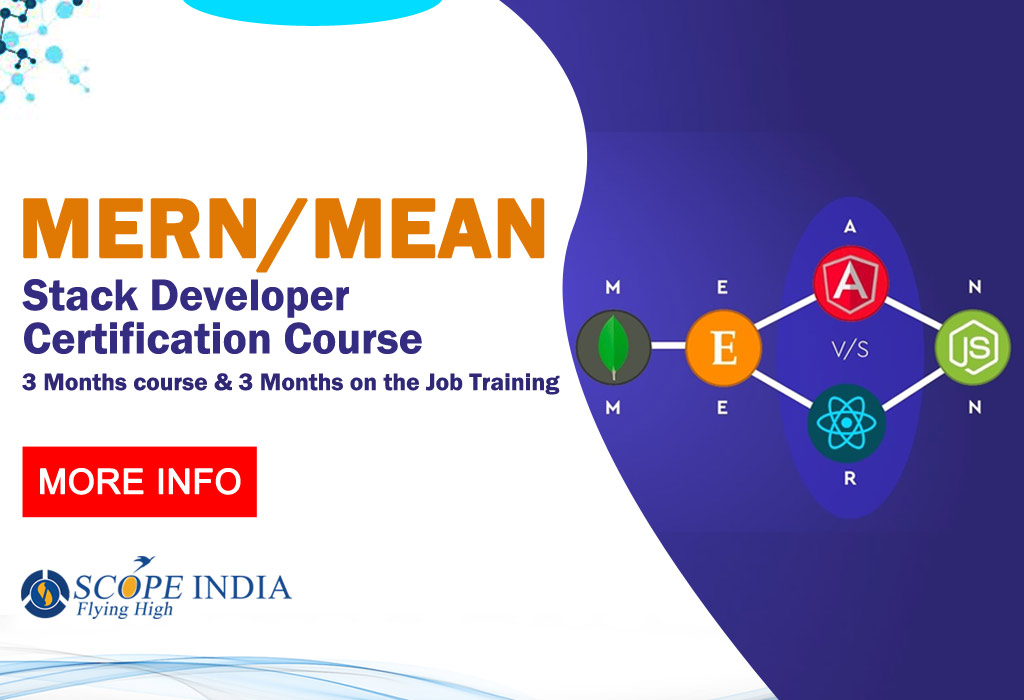 MERN/MEAN
Stack Developer
Certification Course
3 Months course & 3 Months on the Job Training
MORE INFO
SCOPE INDIA
Flying High
A
M E N
A
E V/S JS
M E N
R